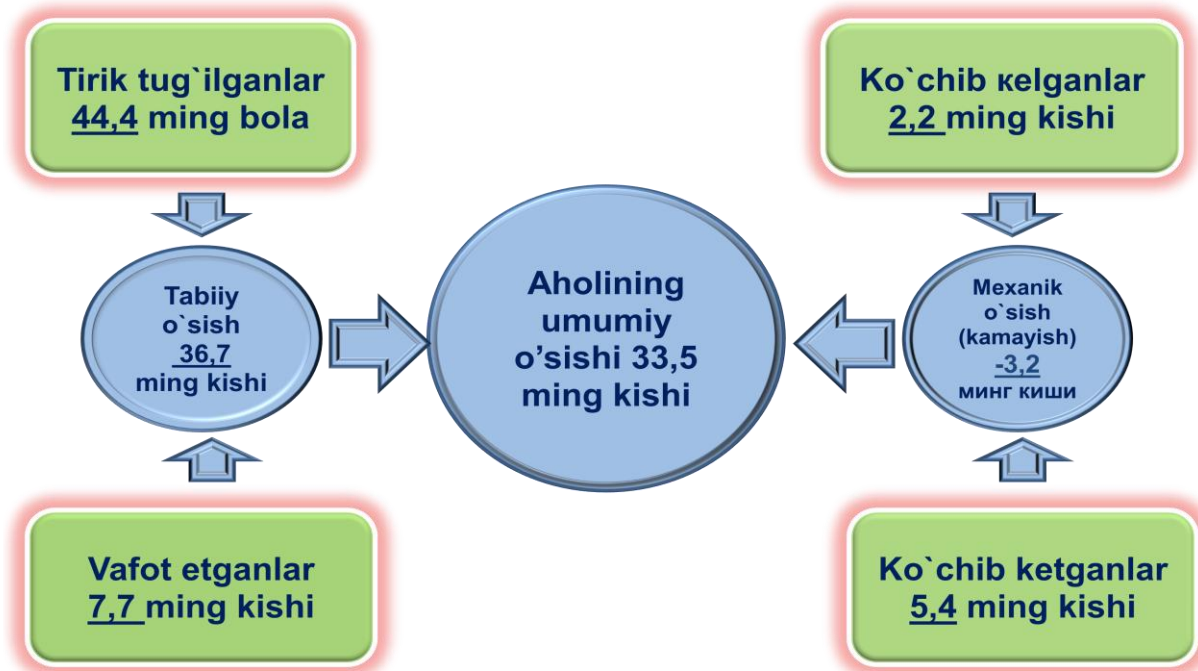 Tirik tug`ilganlar
44,4 ming bola
Ko`chib кelganlar
2,2 ming kishi
Tabiiy
o`sish
36,7
ming kishi
Aholining
umumiy
o’sishi 33,5
ming kishi
Mexanik
o`sish
(kamayish)
-3,2
минг киши
Vafot etganlar
7,7 ming kishi
Ko`chib ketganlar
5,4 ming kishi